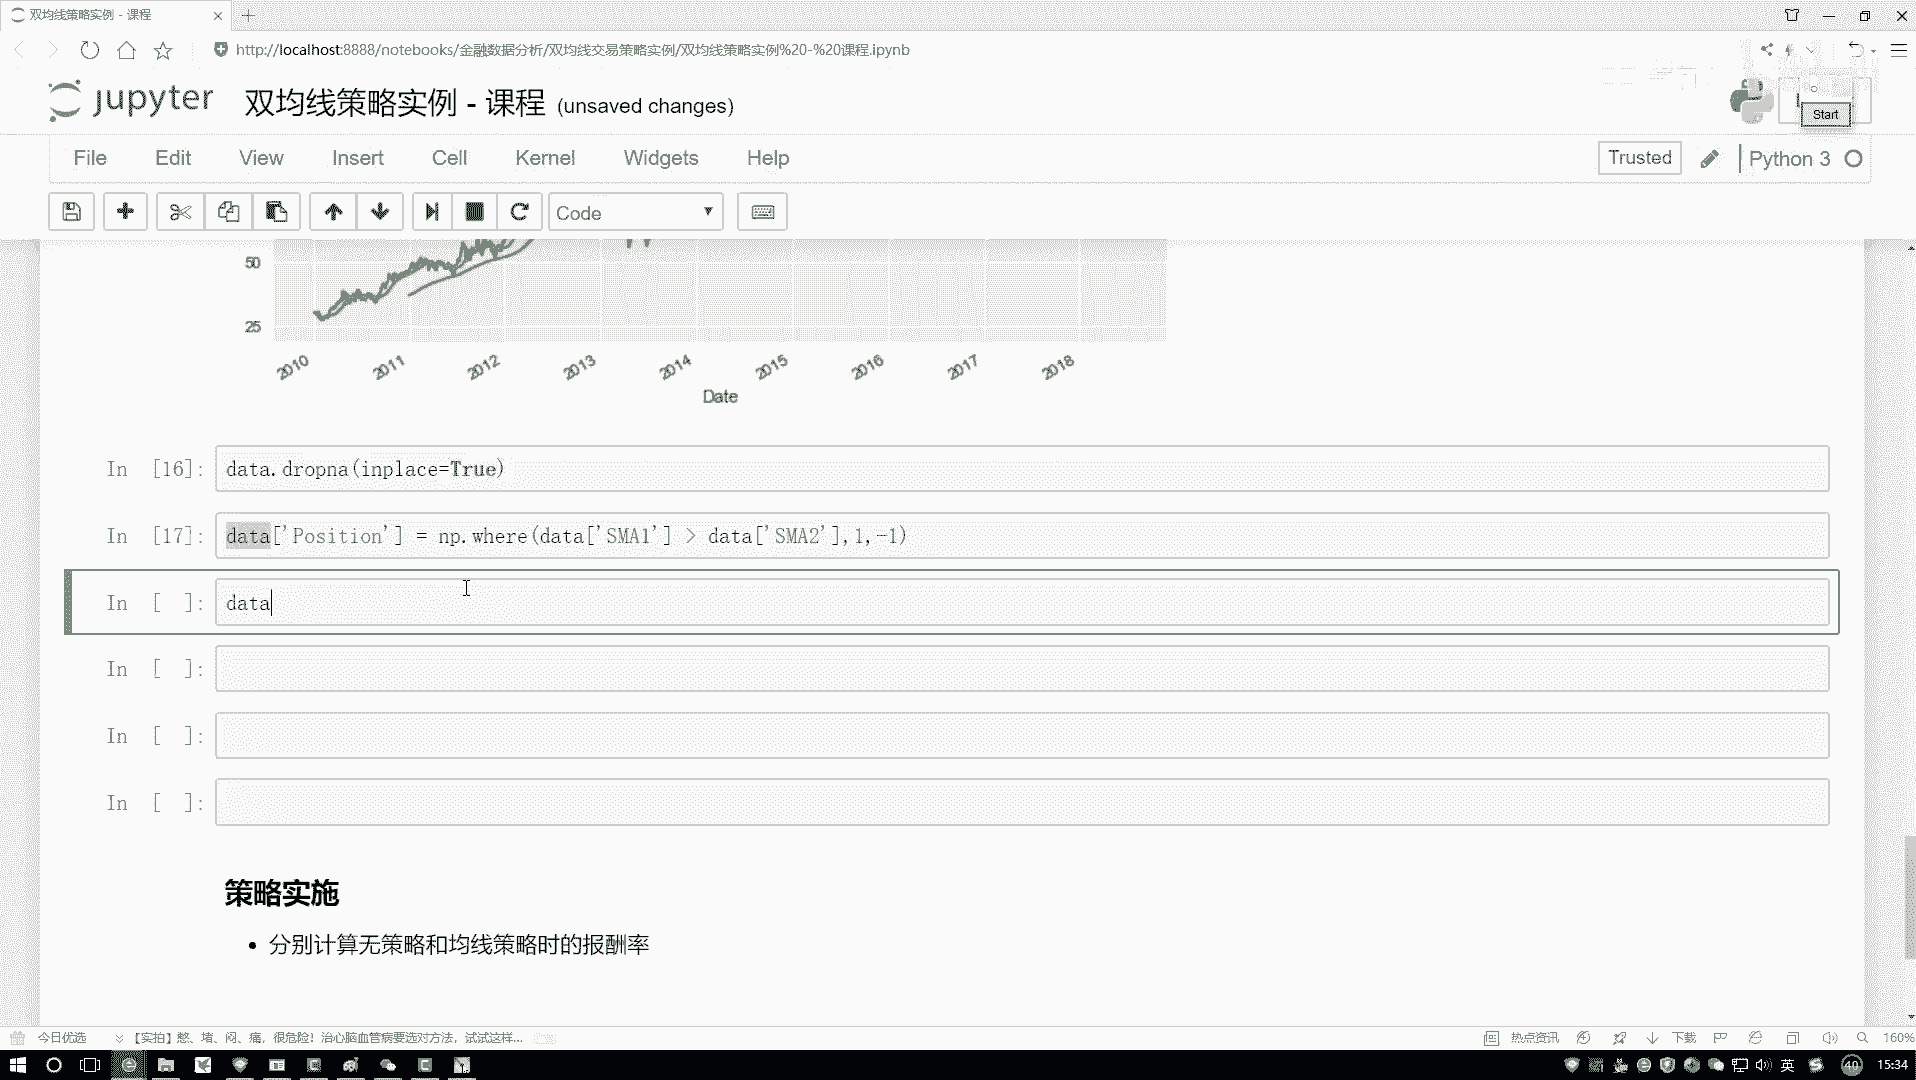 双均线策略实例 - 课程
http://localhost:8888/notebooks/金融数据分析/双均线交易策略实例/双均线策略实例%20-%20课程.ipynb
jupyter 双均线策略实例 - 课程 (unsaved changes)
Start
File Edit View Insert Cell Kernel Widgets Help
Trusted Python 3
Code
50
25
2010 2011 2012 2013 2014 2015 2016 2017 2018
Date
In [16]: data.dropna(inplace=True)
In [17]: data['Position'] = np.where(data['SMA1'] > data['SMA2'],1,-1)
In [ ]: data
In [ ]:
In [ ]:
In [ ]:
策略实施
• 分别计算无策略和均线策略时的报酬率
今日优选 【实拍】憋、堵、闷、痛，很危险！治心脑血管病要选对方法，试试这样... 热点资讯 下载 160%
英 40 15:34